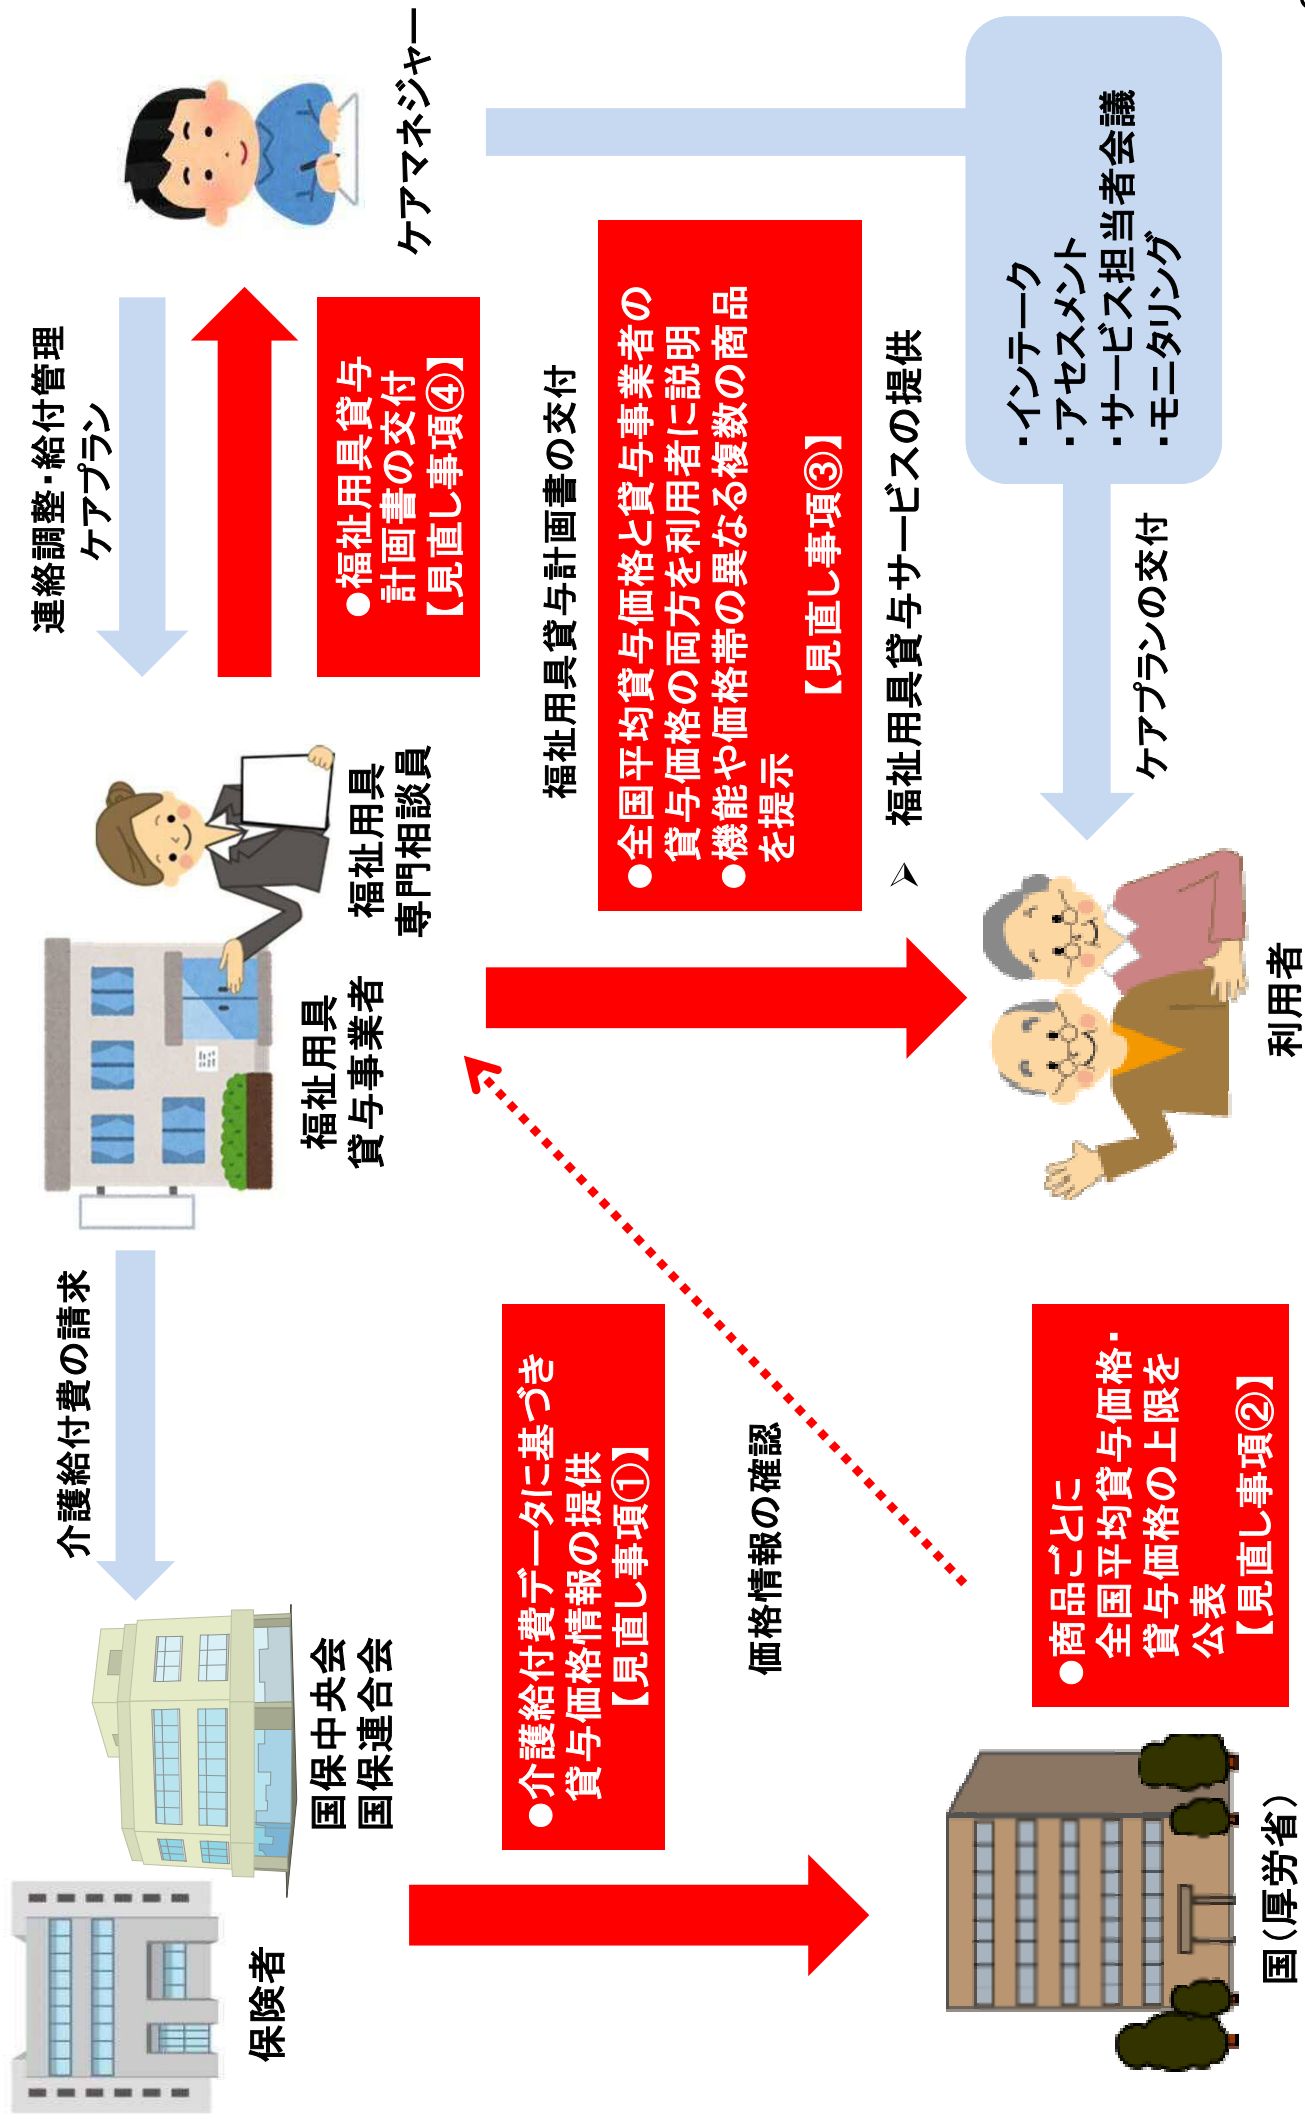 保険者
国保中央会
国保連合会
介護給付費の請求
福祉用具
貸与事業者
福祉用具
専門相談員
連絡調整・給付管理
ケアプラン
●福祉用具貸与
計画書の交付
【見直し事項④】
ケアマネジャー
●介護給付費データに基づき
貸与価格情報の提供
【見直し事項①】
価格情報の確認
福祉用具貸与計画書の交付
●全国平均貸与価格と貸与事業者の
貸与価格の両方を利用者に説明
●機能や価格帯の異なる複数の商品
を提示
【見直し事項③】
➢ 福祉用具貸与サービスの提供
国(厚労省)
●商品ごとに
全国平均貸与価格・
貸与価格の上限を
公表
【見直し事項②】
利用者
ケアプランの交付
・インテーク
・アセスメント
・サービス担当者会議
・モニタリング